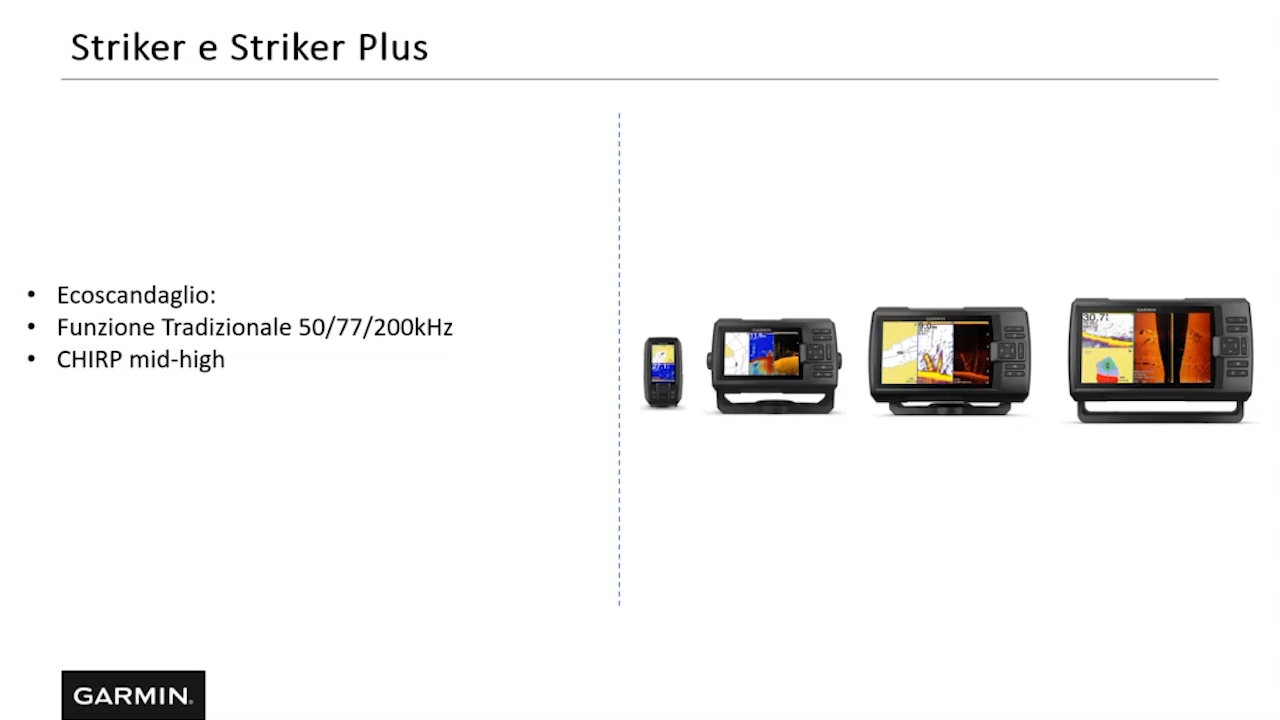 Striker e Striker Plus
• Ecoscandaglio:
• Funzione Tradizionale 50/77/200kHz
• CHIRP mid-high
GARMIN®